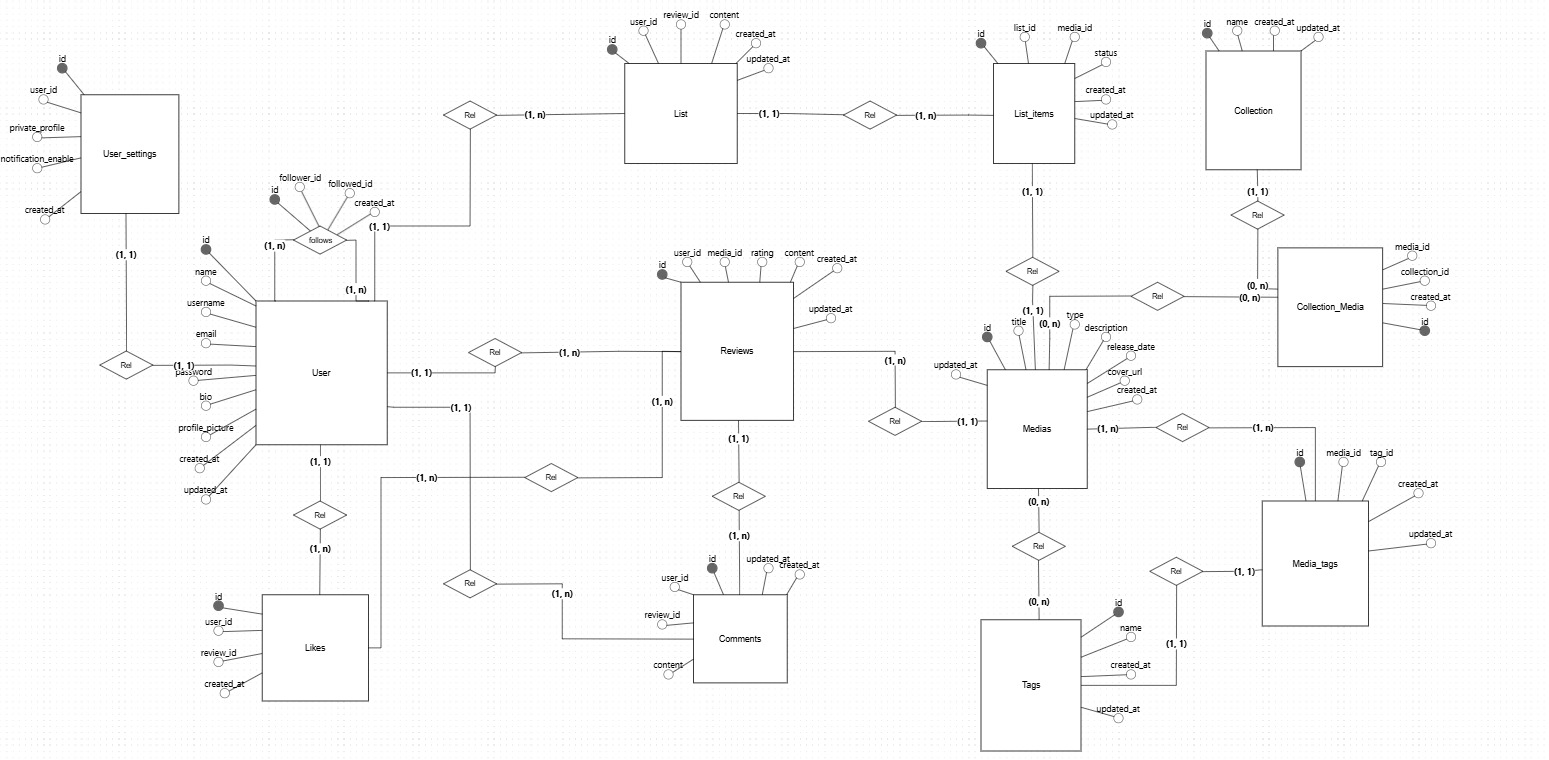 id
user_id
private_profile
notification_enable
created_at
User_settings
(1, 1)
Rel
(1, 1)
id
follower_id
followed_id
created_at
follows
(1, n)
(1, n)
(1, 1)
id
name
username
email
password
bio
profile_picture
created_at
updated_at
User
(1, 1)
Rel
(1, n)
id
user_id
review_id
created_at
Likes
Rel
(1, n)
id
user_id
review_id
content
created_at
updated_at
List
(1, 1)
Rel
(1, n)
id
list_id
media_id
status
created_at
updated_at
List_items
(1, 1)
Rel
(1, 1)
id
name
created_at
updated_at
Collection
(1, 1)
Rel
(0, n)
(0, n)
Rel
(0, n)
media_id
collection_id
created_at
id
Collection_Media
(1, 1)
Rel
(1, n)
id
user_id
media_id
rating
content
created_at
updated_at
Reviews
(1, n)
Rel
(1, 1)
(1, n)
Rel
(1, n)
(1, 1)
Rel
(1, n)
(1, 1)
Rel
(1, n)
id
updated_at
created_at
user_id
review_id
content
Comments
id
title
type
description
release_date
cover_url
created_at
updated_at
Medias
(1, n)
Rel
(1, n)
id
media_id
tag_id
created_at
updated_at
Media_tags
(0, n)
Rel
(0, n)
Rel
(1, 1)
(1, 1)
id
name
created_at
updated_at
Tags